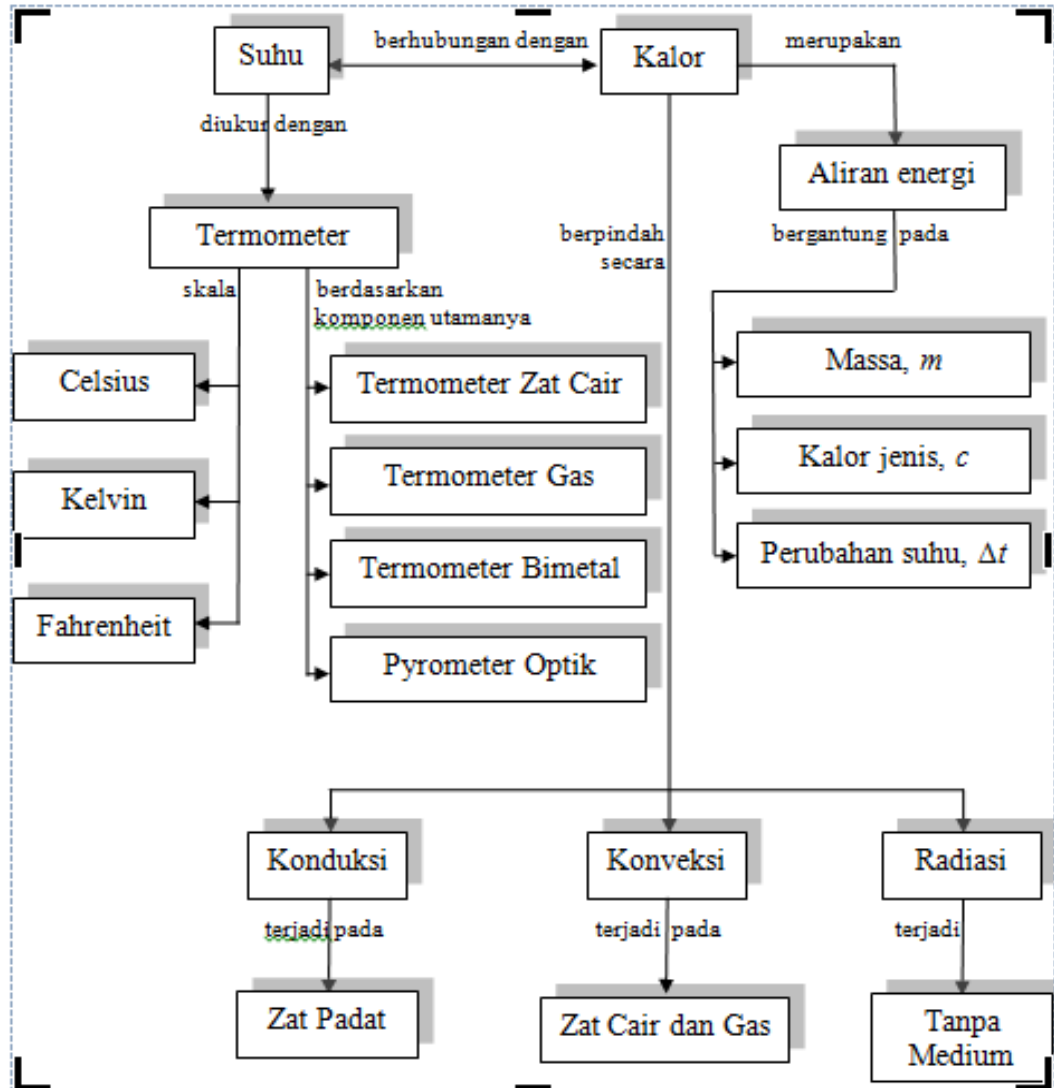 Suhu
berhubungan dengan
Kalor
merupakan
diukur dengan
Aliran energi
Termometer
berpindah
secara
bergantung pada
skala
berdasarkan
komponen utamanya
Celsius
Kelvin
Fahrenheit
Termometer Zat Cair
Termometer Gas
Termometer Bimetal
Pyrometer Optik
Massa, m
Kalor jenis, c
Perubahan suhu, Δt
Konduksi
Konveksi
Radiasi
terjadi pada
terjadi pada
terjadi
Zat Padat
Zat Cair dan Gas
Tanpa
Medium